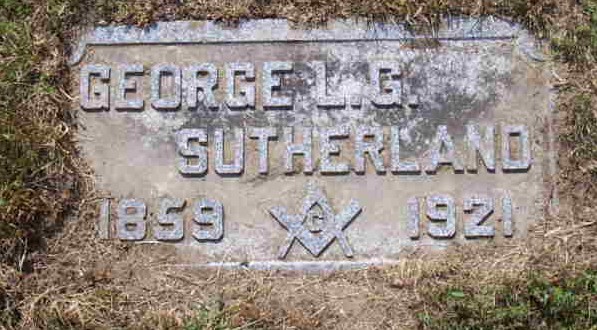 GEORGE L.G.
SUTHERLAND
1859 G 1921